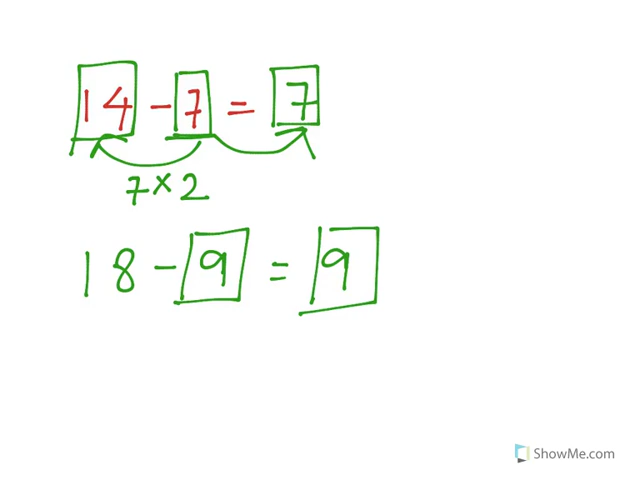 14 - 7 = 7
7 × 2
18 - 9 = 9
ShowMe.com